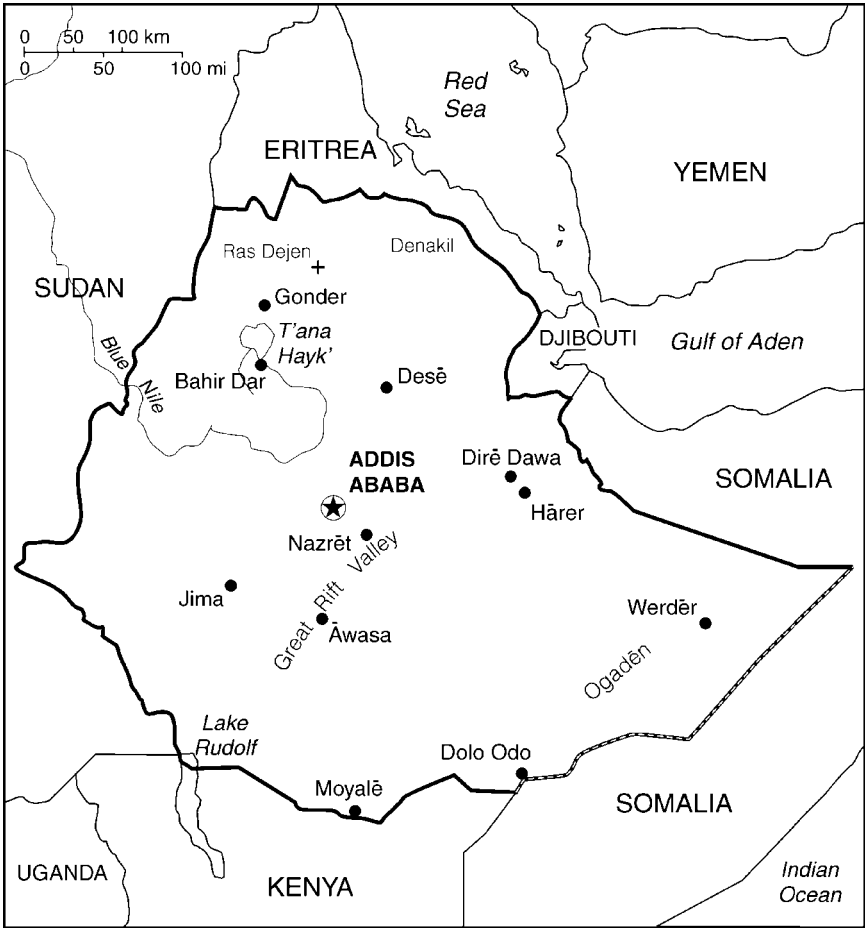 0 50 100 km
0 50 100 mi
Red
Sea
ERITREA
YEMEN
Ras Dejen
Denakil
SUDAN
Gonder
T'ana
Hayk'
DJIBOUTI
Gulf of Aden
Blue
Nile
Bahir Dar
Desē
ADDIS
ABABA
Dirē Dawa
SOMALIA
Hārer
Nazrēt
Great Rift Valley
Jima
Āwasa
Werdēr
Ogadēn
Lake
Rudolf
Dolo Odo
Moyalē
SOMALIA
UGANDA
KENYA
Indian
Ocean